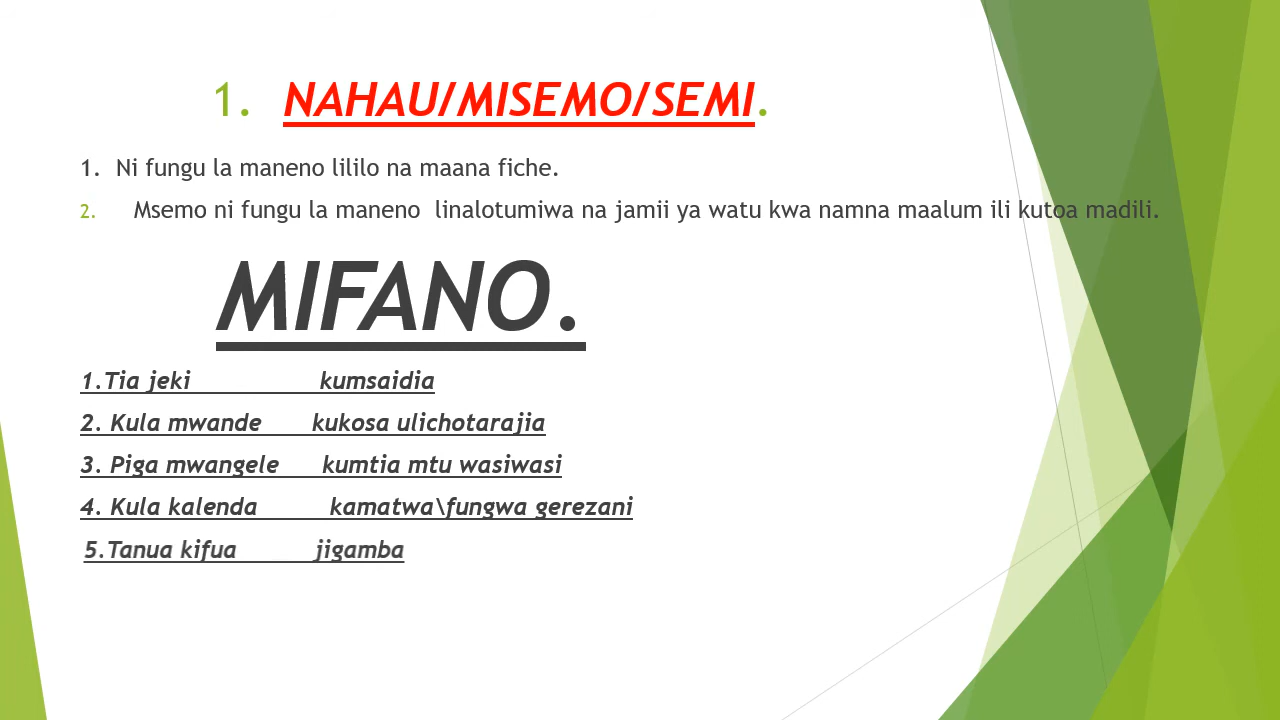 1. NAHAU/MISEMO/SEMI.
1. Ni fungu la maneno lililo na maana fiche.
2. Msemo ni fungu la maneno linalotumiwa na jamii ya watu kwa namna maalum ili kutoa madili.
MIFANO.
1.Tia jeki kumsaidia
2. Kula mwande kukosa ulichotarajia
3. Piga mwangele kumtia mtu wasiwasi
4. Kula kalenda kamatwa\fungwa gerezani
5.Tanua kifua jigamba